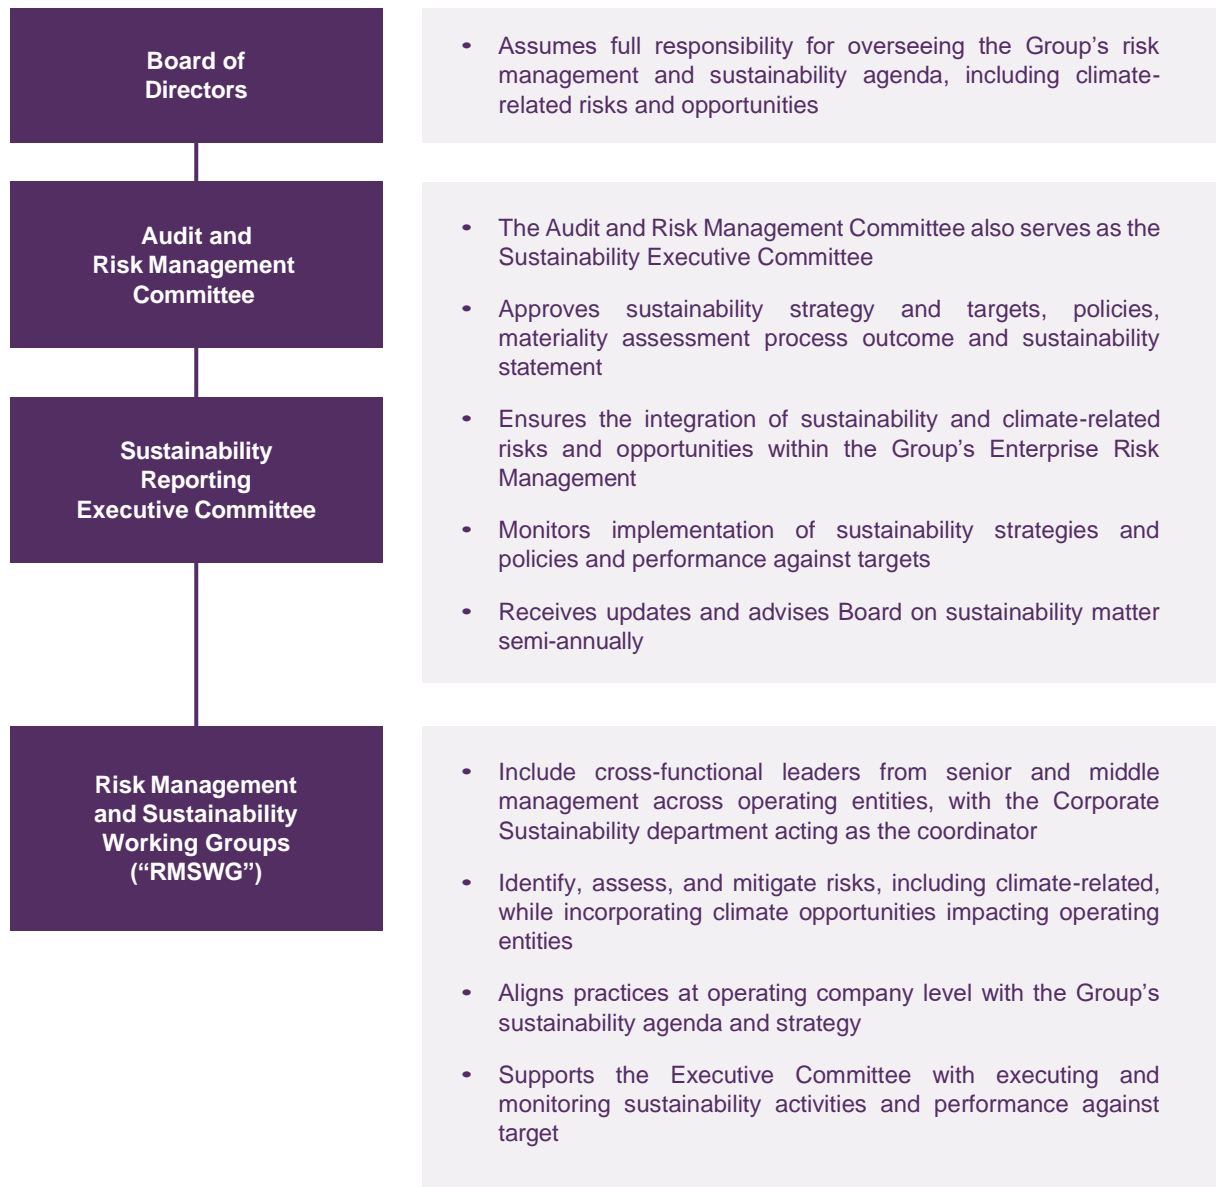 Board of
Directors
• Assumes full responsibility for overseeing the Group’s risk
management and sustainability agenda, including climate-
related risks and opportunities
Audit and
Risk Management
Committee
Sustainability
Reporting
Executive Committee
• The Audit and Risk Management Committee also serves as the
Sustainability Executive Committee
• Approves sustainability strategy and targets, policies,
materiality assessment process outcome and sustainability
statement
• Ensures the integration of sustainability and climate-related
risks and opportunities within the Group’s Enterprise Risk
Management
• Monitors implementation of sustainability strategies and
policies and performance against targets
• Receives updates and advises Board on sustainability matter
semi-annually
Risk Management
and Sustainability
Working Groups
(“RMSWG”)
• Include cross-functional leaders from senior and middle
management across operating entities, with the Corporate
Sustainability department acting as the coordinator
• Identify, assess, and mitigate risks, including climate-related,
while incorporating climate opportunities impacting operating
entities
• Aligns practices at operating company level with the Group’s
sustainability agenda and strategy
• Supports the Executive Committee with executing and
monitoring sustainability activities and performance against
target